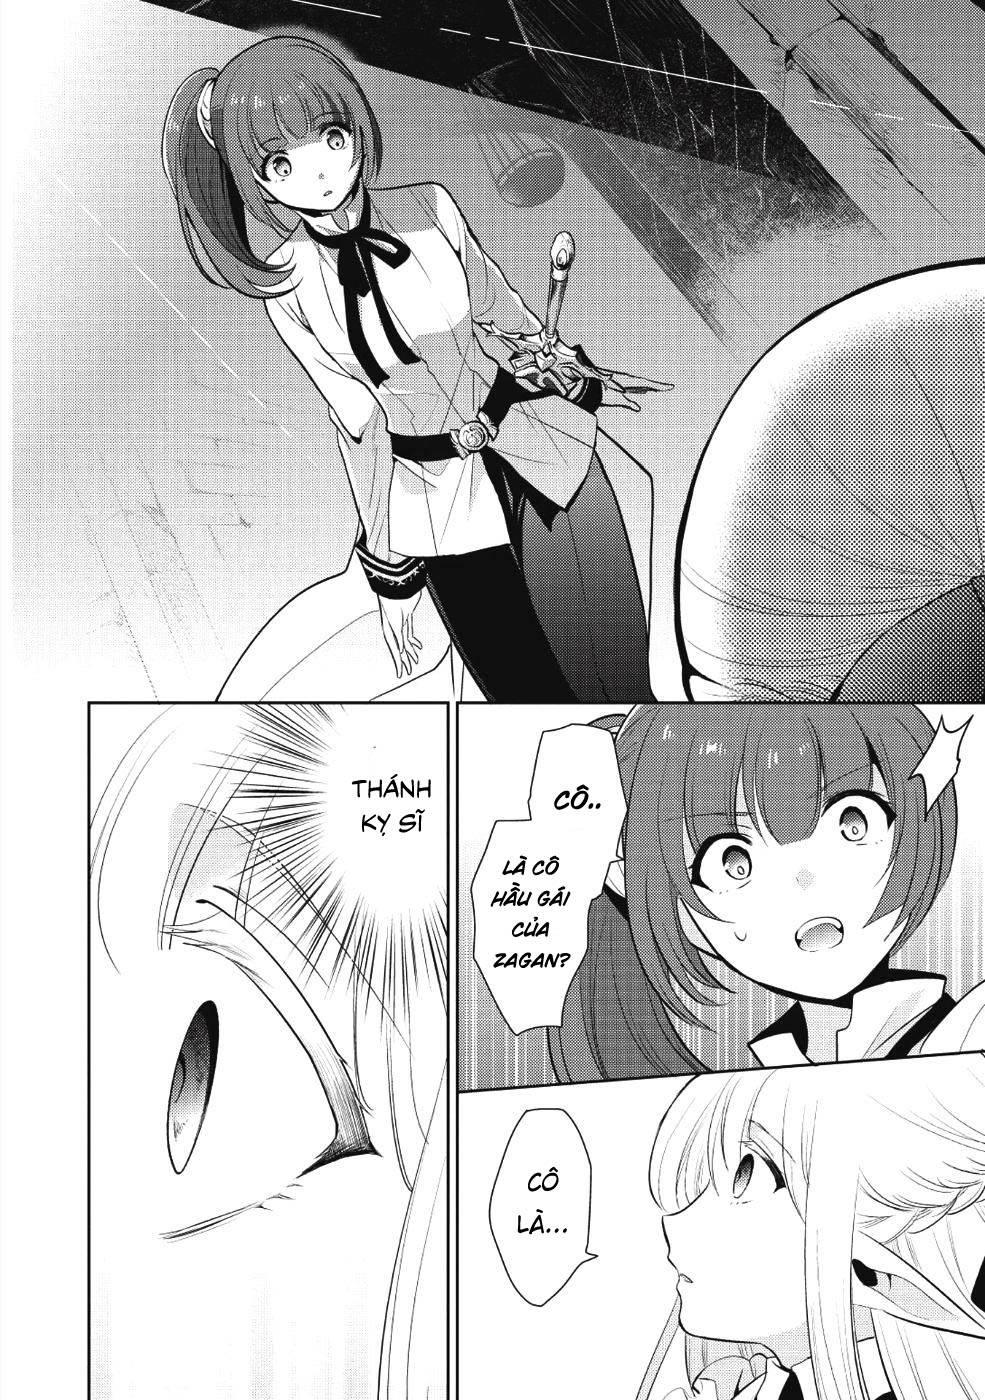 CÔ..
LÀ CÔ
HẦU GÁI
CỦA
ZAGAN?
CÔ
LÀ...
THÁNH
KỴ SĨ